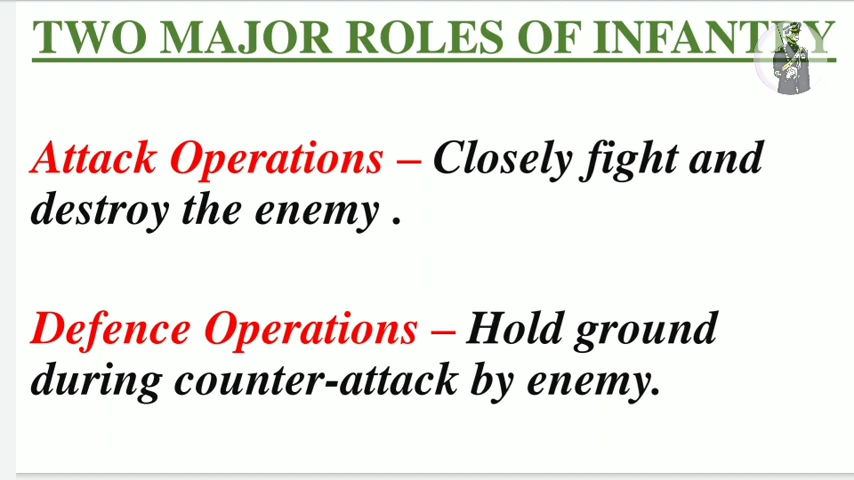 TWO MAJOR ROLES OF INFANTRY
Attack Operations – Closely fight and
destroy the enemy .
Defence Operations – Hold ground
during counter-attack by enemy.